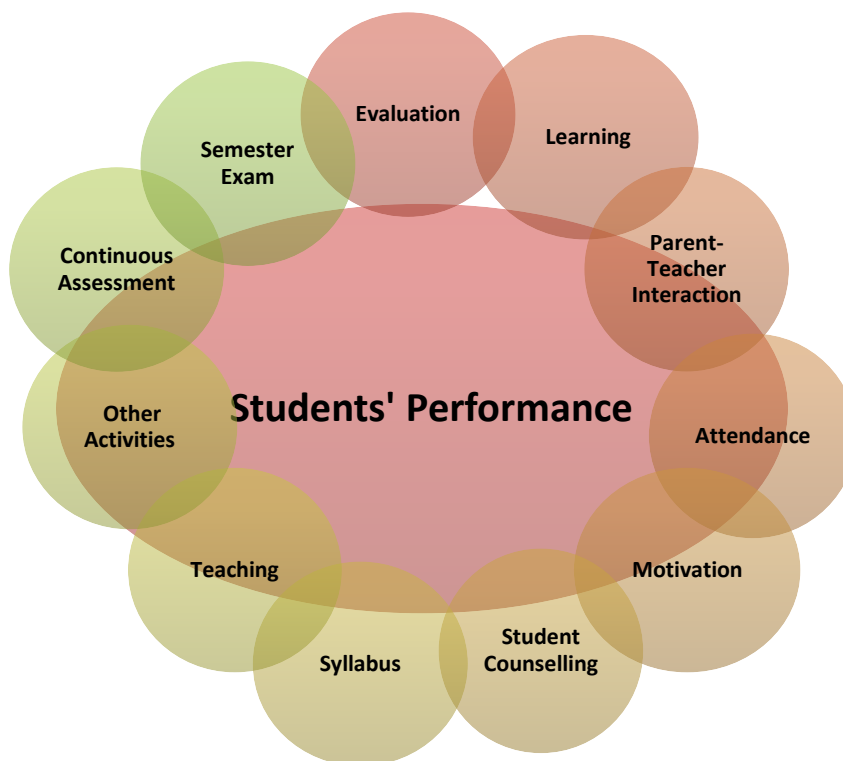 Evaluation
Learning
Parent-
Teacher
Interaction
Attendance
Motivation
Student
Counselling
Syllabus
Teaching
Other
Activities
Continuous
Assessment
Semester
Exam
Students' Performance